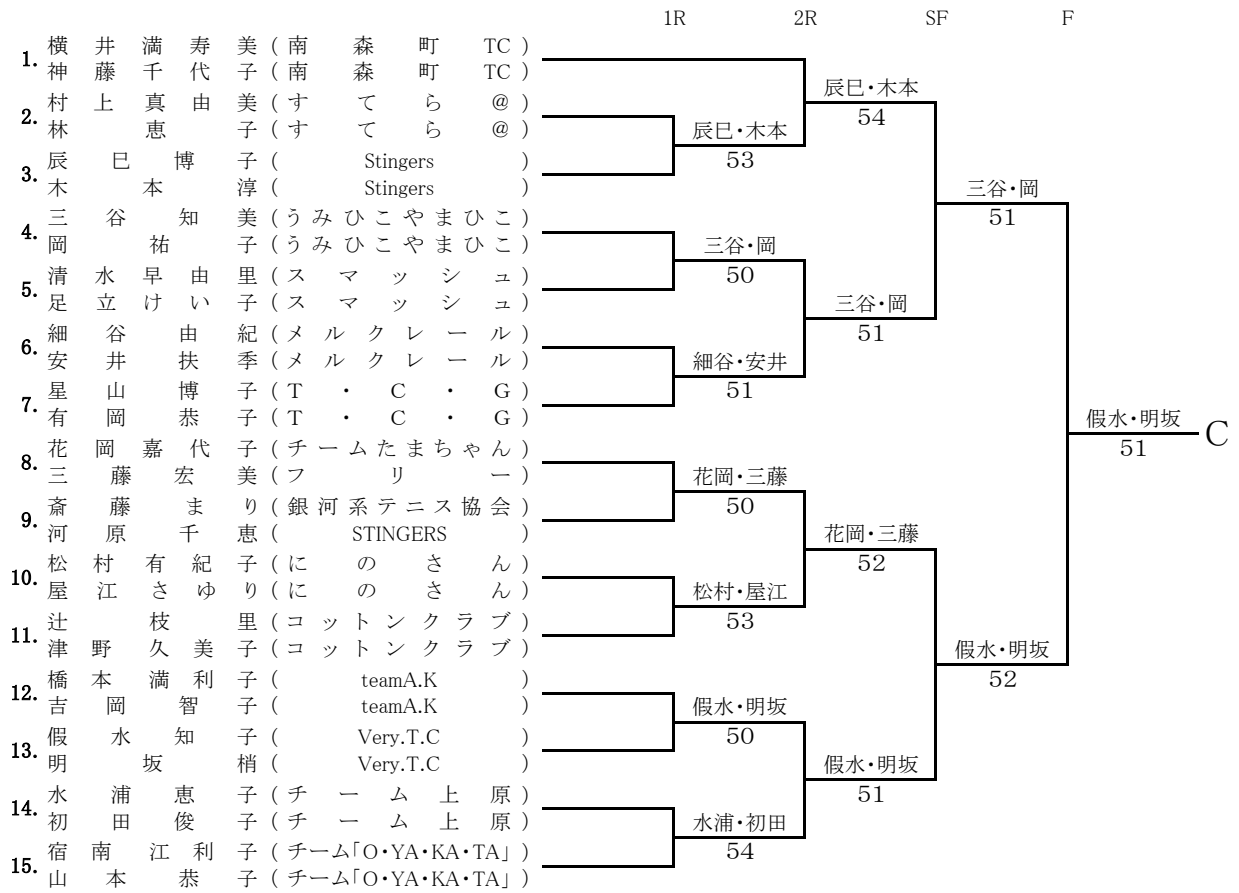 1R 2R SF F
1. 横井満寿美(南森町TC)
神藤千代子(南森町TC)
2. 村上真由美(すてら@)
林恵子(すてら@)
3. 辰巳博子(Stingers)
木本淳(Stingers)
4. 三谷知美(うみひこやまひこ)
岡祐子(うみひこやまひこ)
5. 清水早由里(スマッシュ)
足立けい子(スマッシュ)
6. 細谷由紀(メルクレール)
安井扶季(メルクレール)
7. 星山博子(T・C・G)
有岡恭子(T・C・G)
8. 花岡嘉代子(チームたまちゃん)
三藤宏美(フリー)
9. 斎藤まり(銀河系テニス協会)
河原千恵(STINGERS)
10. 松村有紀子(にのさん)
屋江さゆり(にのさん)
11. 辻枝里(コットンクラブ)
津野久美子(コットンクラブ)
12. 橋本満利子(teamA.K)
吉岡智子(teamA.K)
13. 假水知子(Very.T.C)
明坂梢(Very.T.C)
14. 水浦恵子(チーム上原)
初田俊子(チーム上原)
15. 宿南江利子(チーム「O・YA・KA・TA」)
山本恭子(チーム「O・YA・KA・TA」)
辰巳・木本
53
三谷・岡
50
細谷・安井
51
花岡・三藤
50
松村・屋江
53
假水・明坂
50
水浦・初田
54
辰巳・木本
54
三谷・岡
51
花岡・三藤
52
假水・明坂
51
三谷・岡
51
假水・明坂
52
假水・明坂
51
C